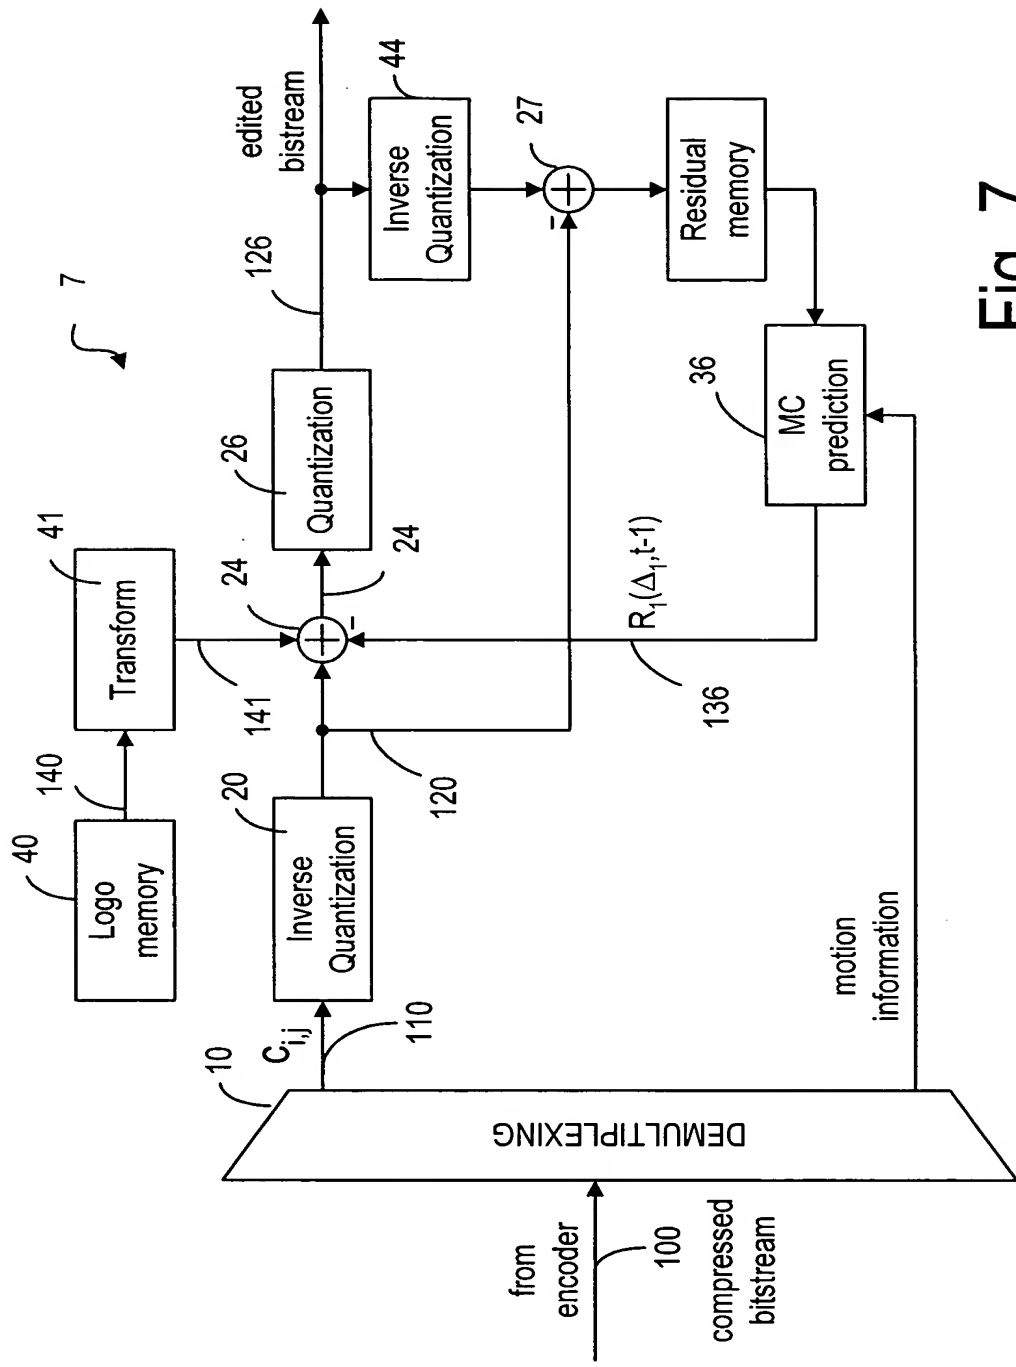 7
40
Logo
memory
140
41
Transform
141
24
24
10
C i,j
110
20
Inverse
Quantization
120
26
Quantization
126
edited
bistream
44
Inverse
Quantization
27
-
-
Residual
memory
36
MC
prediction
R₁(Δ₁,t-1)
136
from
encoder
100
compressed
bitstream
DEMULTIPLEXING
motion
information
Fig. 7